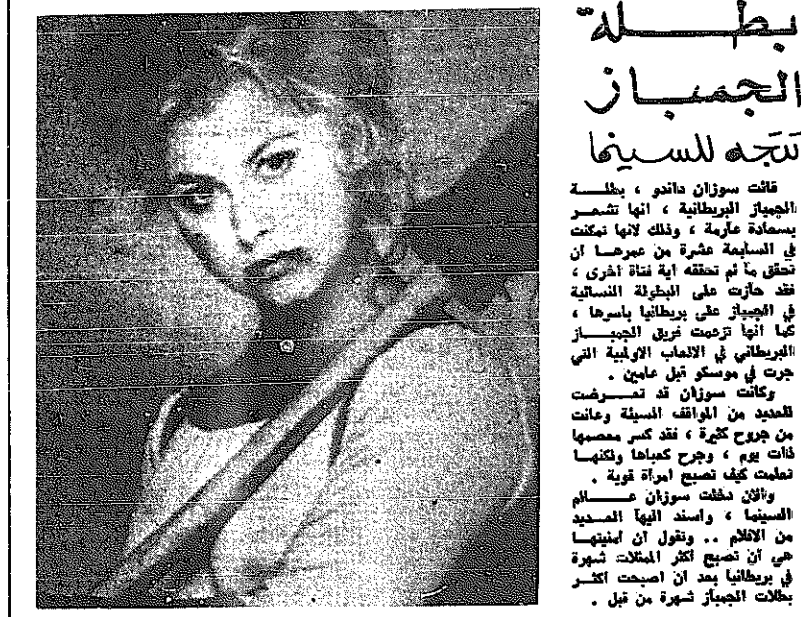 بطلة
الجمباز
تتجه للسينما
قالت سوزان داندو ، بطلة
الجمباز البريطانية ، انها تشعر
بسعادة عارمة ، وذلك لانها تمكنت
في السابعة عشرة من عمرها ان
تحقق ما لم تحققه اية فتاة اخرى ،
فقد حازت على البطولة النسائية
في الجمباز على بريطانيا باسرها ،
كما انها تزعمت فريق الجمباز
البريطاني في الالعاب الاولمبية التي
جرت في موسكو قبل عامين .
وكانت سوزان قد تعرضت
للعديد من المواقف السيئة وعانت
من جروح كثيرة ، فقد كسر معصمها
ذات يوم ، وجرح كعباها ولكنها
تعلمت كيف تصبح امرأة قوية .
والآن دخلت سوزان عالم
السينما ، واسند اليها العديد
من الافلام .. وتقول ان امنيتها
هي أن تصبح أكثر الممثلات شهرة
في بريطانيا بعد ان اصبحت اكثر
بطلات الجمباز شهرة من قبل .